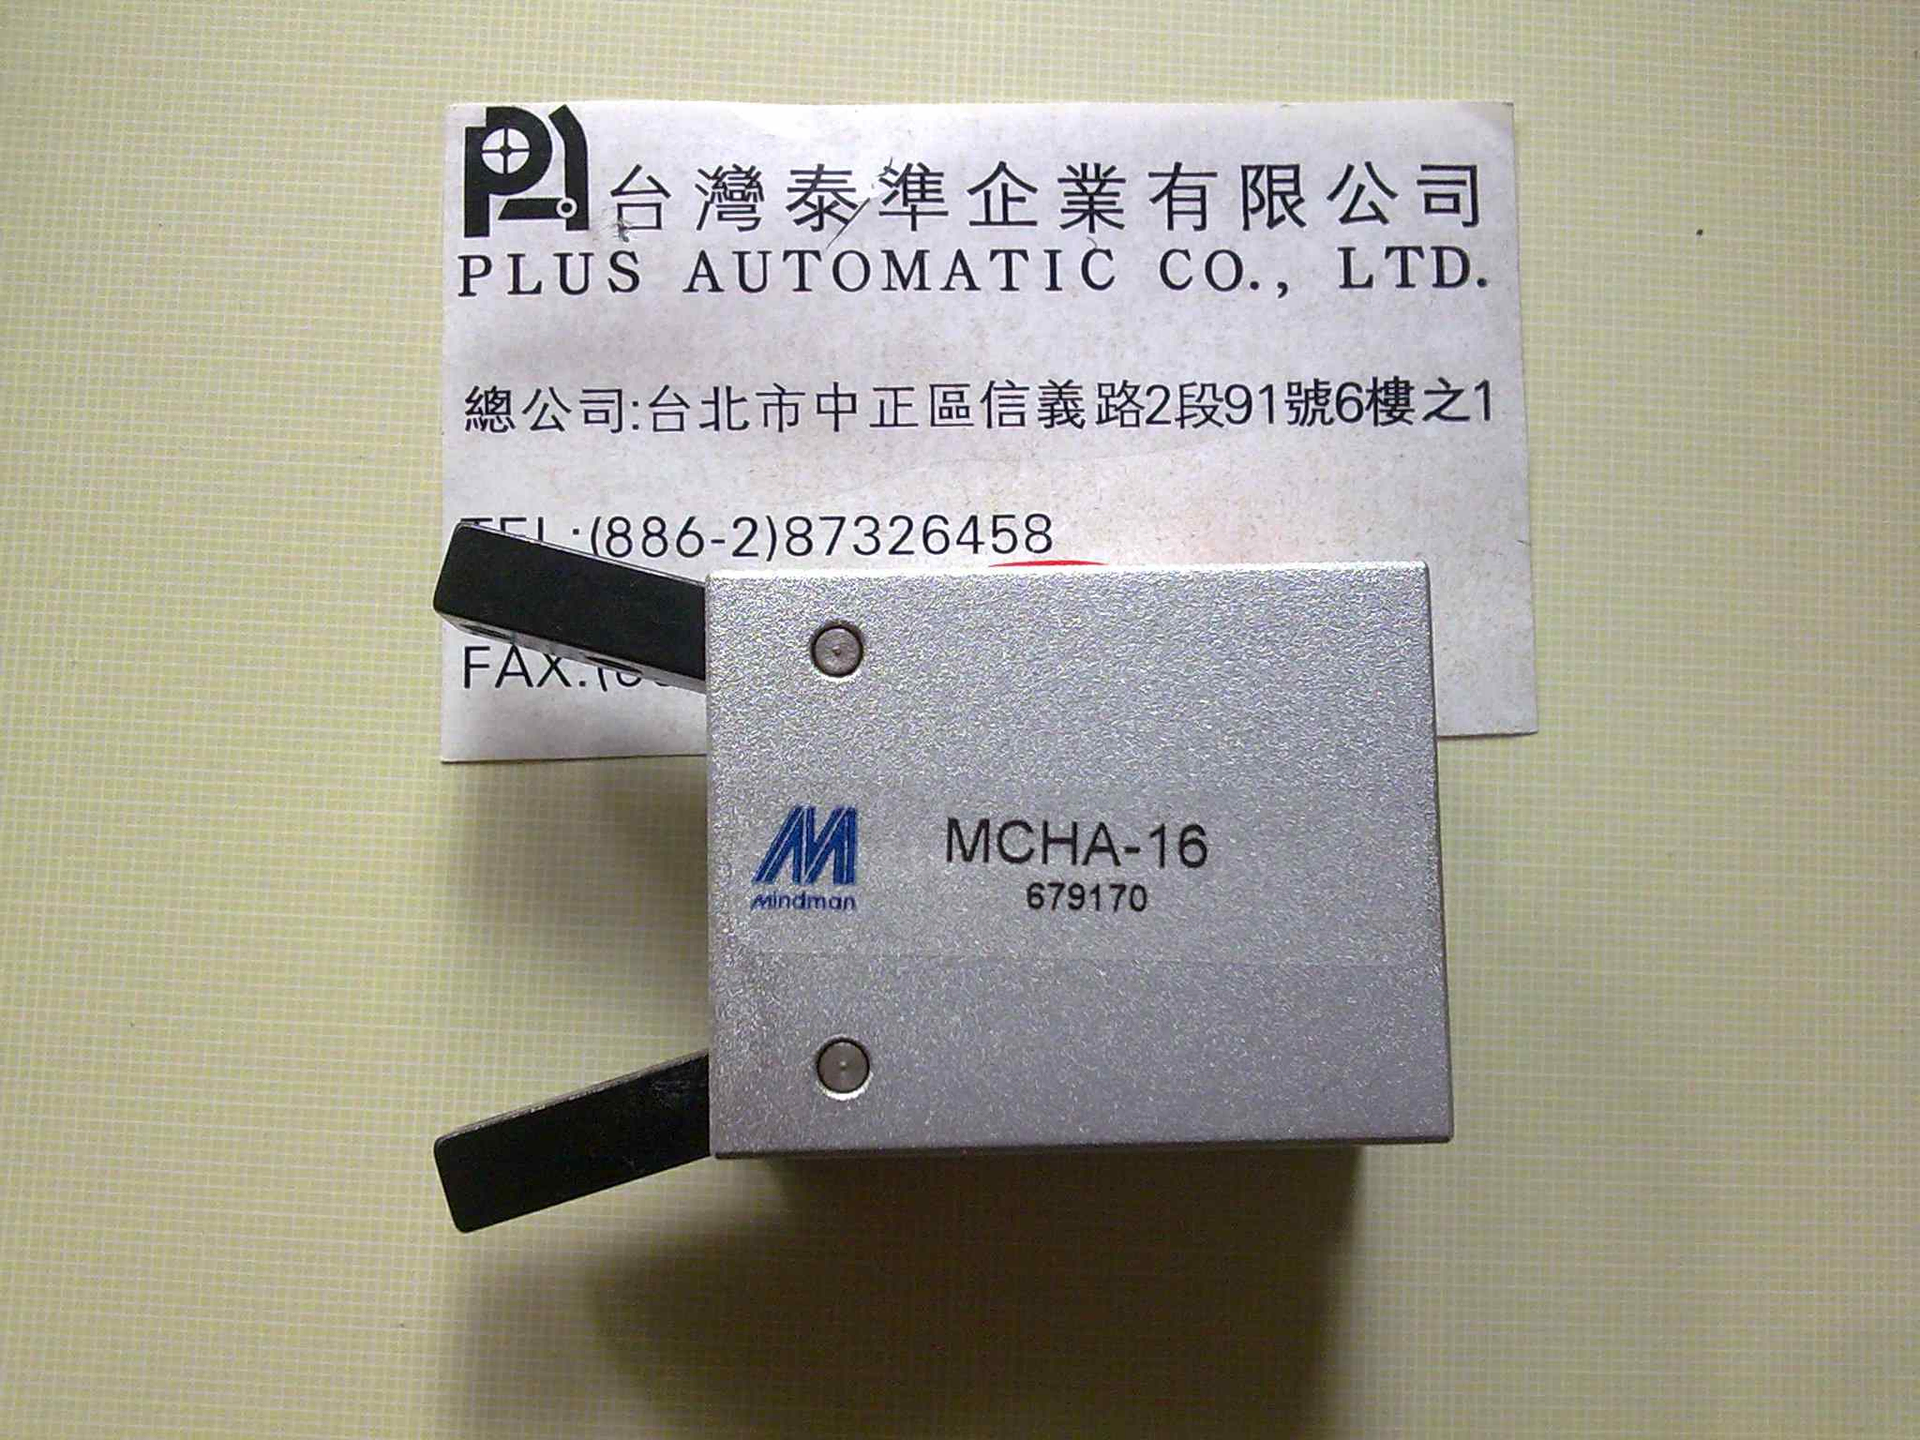 台灣泰準企業有限公司
PLUS AUTOMATIC CO., LTD.
總公司:台北市中正區信義路2段91號6樓之1
TEL:(886-2)87326458
FAX:(
Mindman
MCHA-16
679170